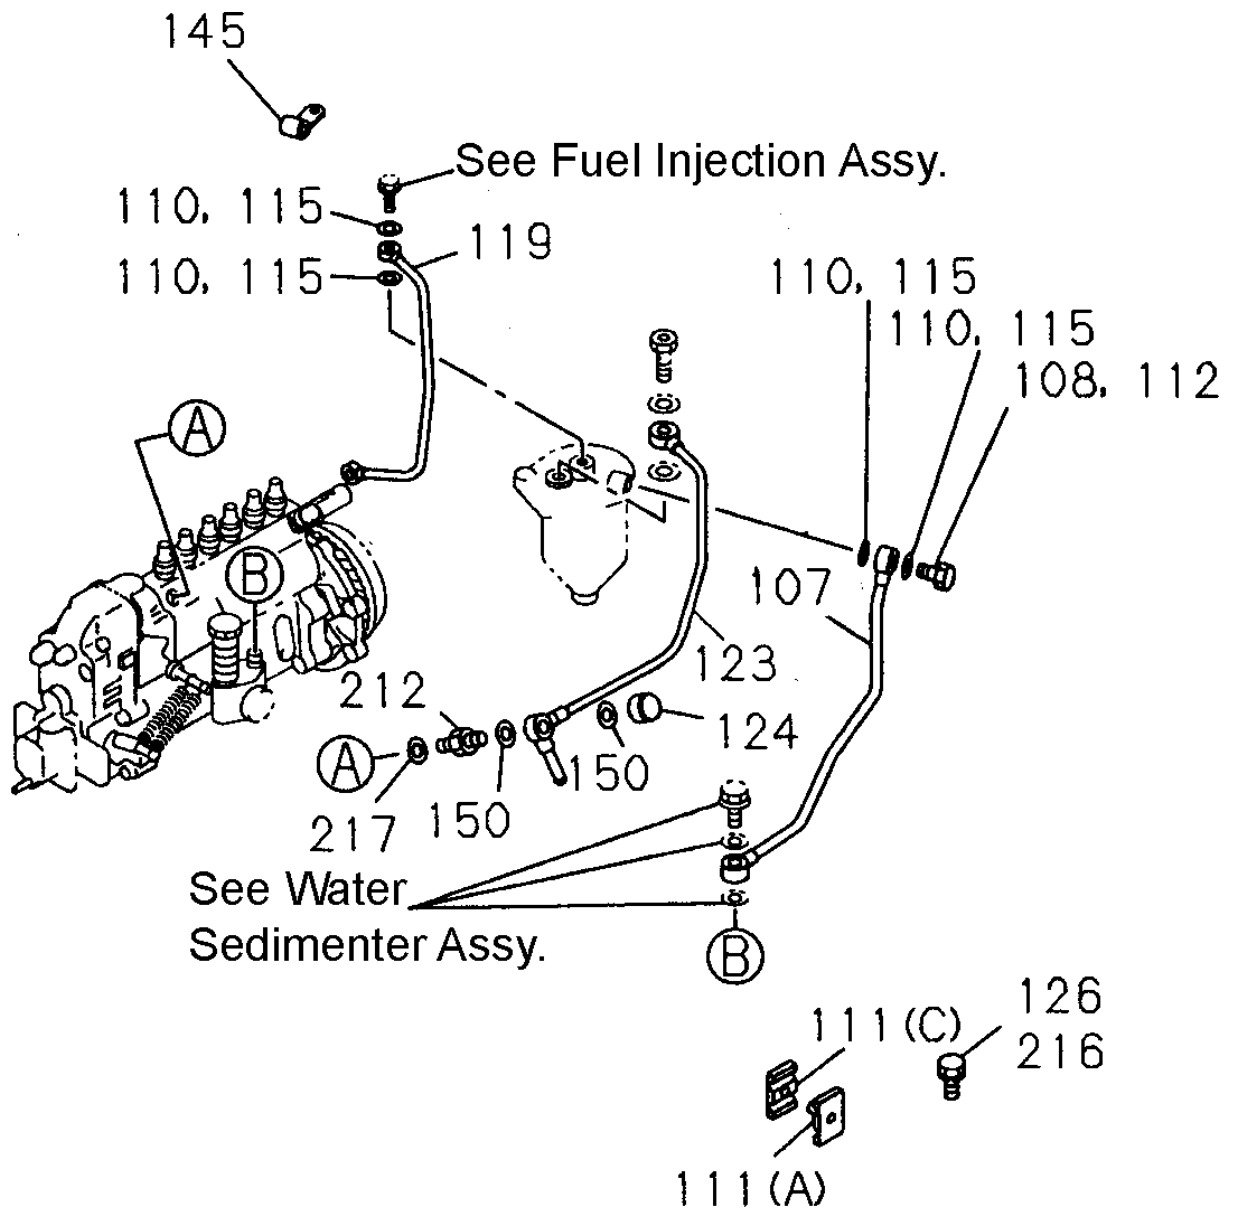 145
See Fuel Injection Assy.
110, 115
119
110, 115
110, 115
110, 115
108, 112
A
B
107
123
212
124
A
150
217
150
See Water
Sedimenter Assy.
B
126
111(C)
216
111(A)